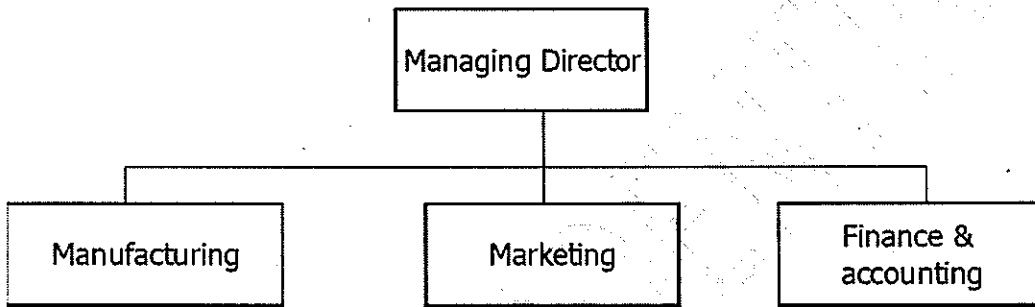 Managing Director
Manufacturing
Marketing
Finance &
accounting